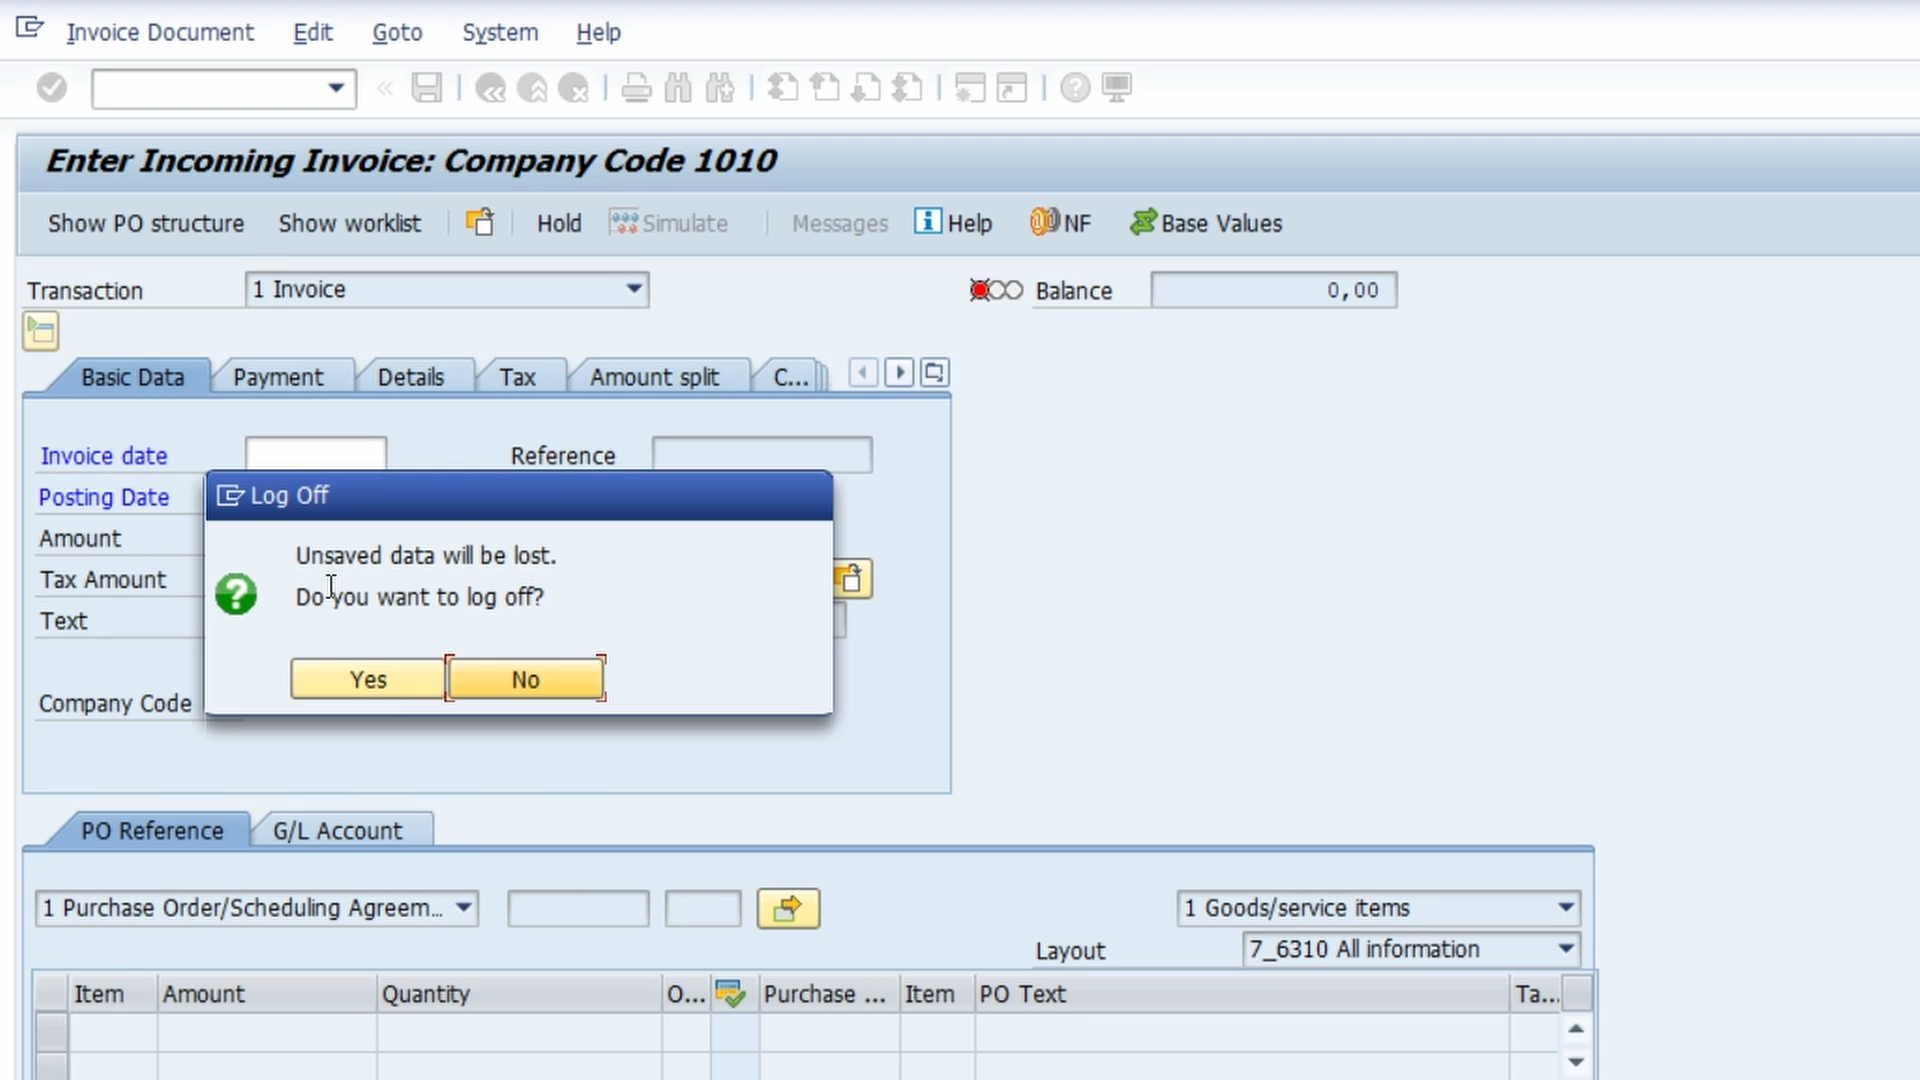 Invoice Document Edit Goto System Help
Enter Incoming Invoice: Company Code 1010
Show PO structure Show worklist Hold Simulate Messages Help NF Base Values
Transaction 1 Invoice Balance 0,00
Basic Data Payment Details Tax Amount split C...
Invoice date Reference
Posting Date
Amount
Tax Amount
Text
Company Code
Log Off
Unsaved data will be lost.
Do you want to log off?
Yes No
PO Reference G/L Account
1 Purchase Order/Scheduling Agreem... 1 Goods/service items
Layout 7_6310 All information
Item Amount Quantity O... Purchase ... Item PO Text Ta...